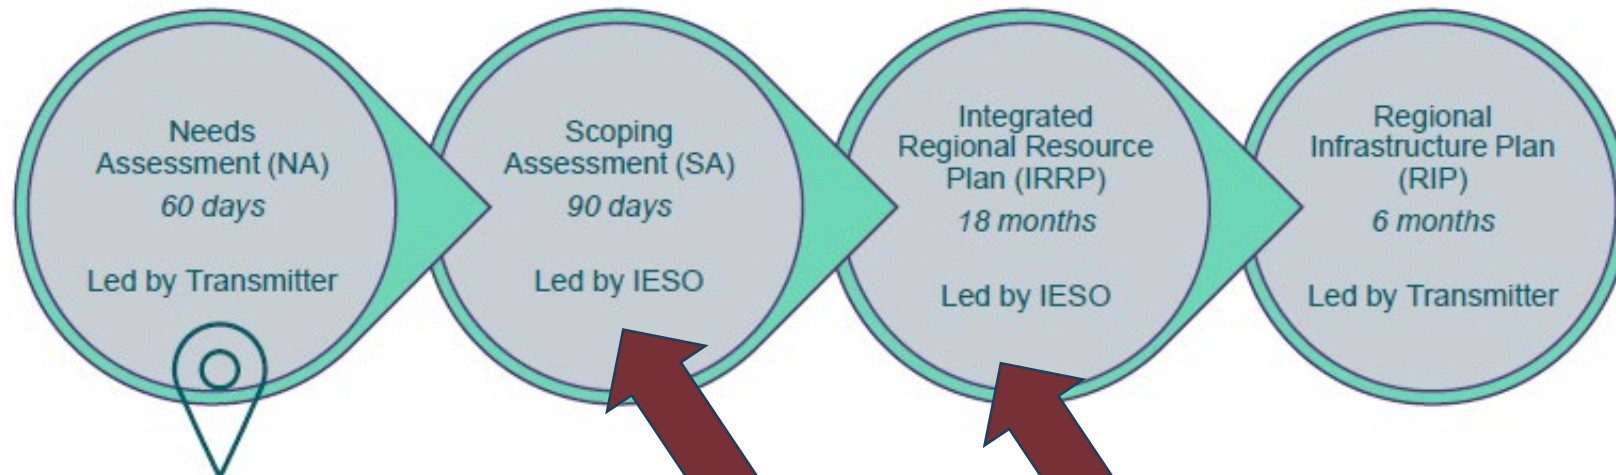 Needs
Assessment (NA)
60 days
Led by Transmitter
Scoping
Assessment (SA)
90 days
Led by IESO
Integrated
Regional Resource
Plan (IRRP)
18 months
Led by IESO
Regional
Infrastructure Plan
(RIP)
6 months
Led by Transmitter